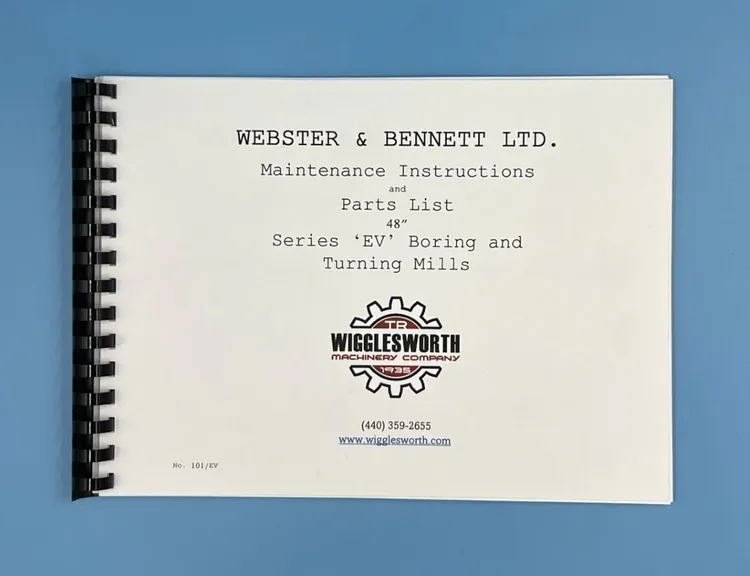 WEBSTER & BENNETT LTD.
Maintenance Instructions
and
Parts List
48”
Series ‘EV’ Boring and
Turning Mills
TR
WIGGLESWORTH
MACHINERY COMPANY
1935
(440) 359-2655
www.wigglesworth.com
No. 101/EV